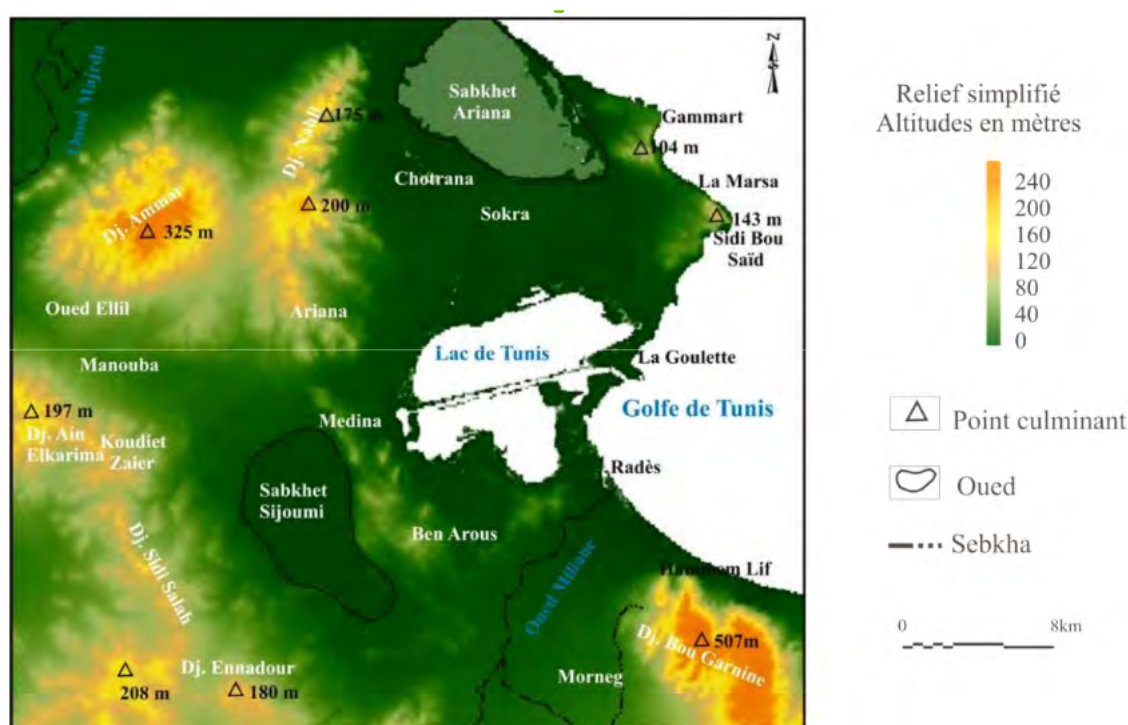 Oued Majrda
Sabkhet
Ariana
Z
Gammart
175 m
Dj. Nahli
104 m
Chotrana
La Marsa
200 m
Sokra
143 m
Dj. Ammar
325 m
Sidi Bou
Saïd
Oued Ellil
Ariana
Manouba
Lac de Tunis
La Goulette
197 m
Golfe de Tunis
Dj. Ain
Elkarima
Koudiet
Zaier
Medina
Radès
Sabkhet
Sijoumi
Ben Arous
Dj. Sidi Salah
Oued Miliane
Hammam Lif
507m
Dj. Bou Garnine
Dj. Ennadour
208 m
180 m
Morneg
Relief simplifié
Altitudes en mètres
240
200
160
120
80
40
0
Point culminant
Oued
Sebkha
0 8km